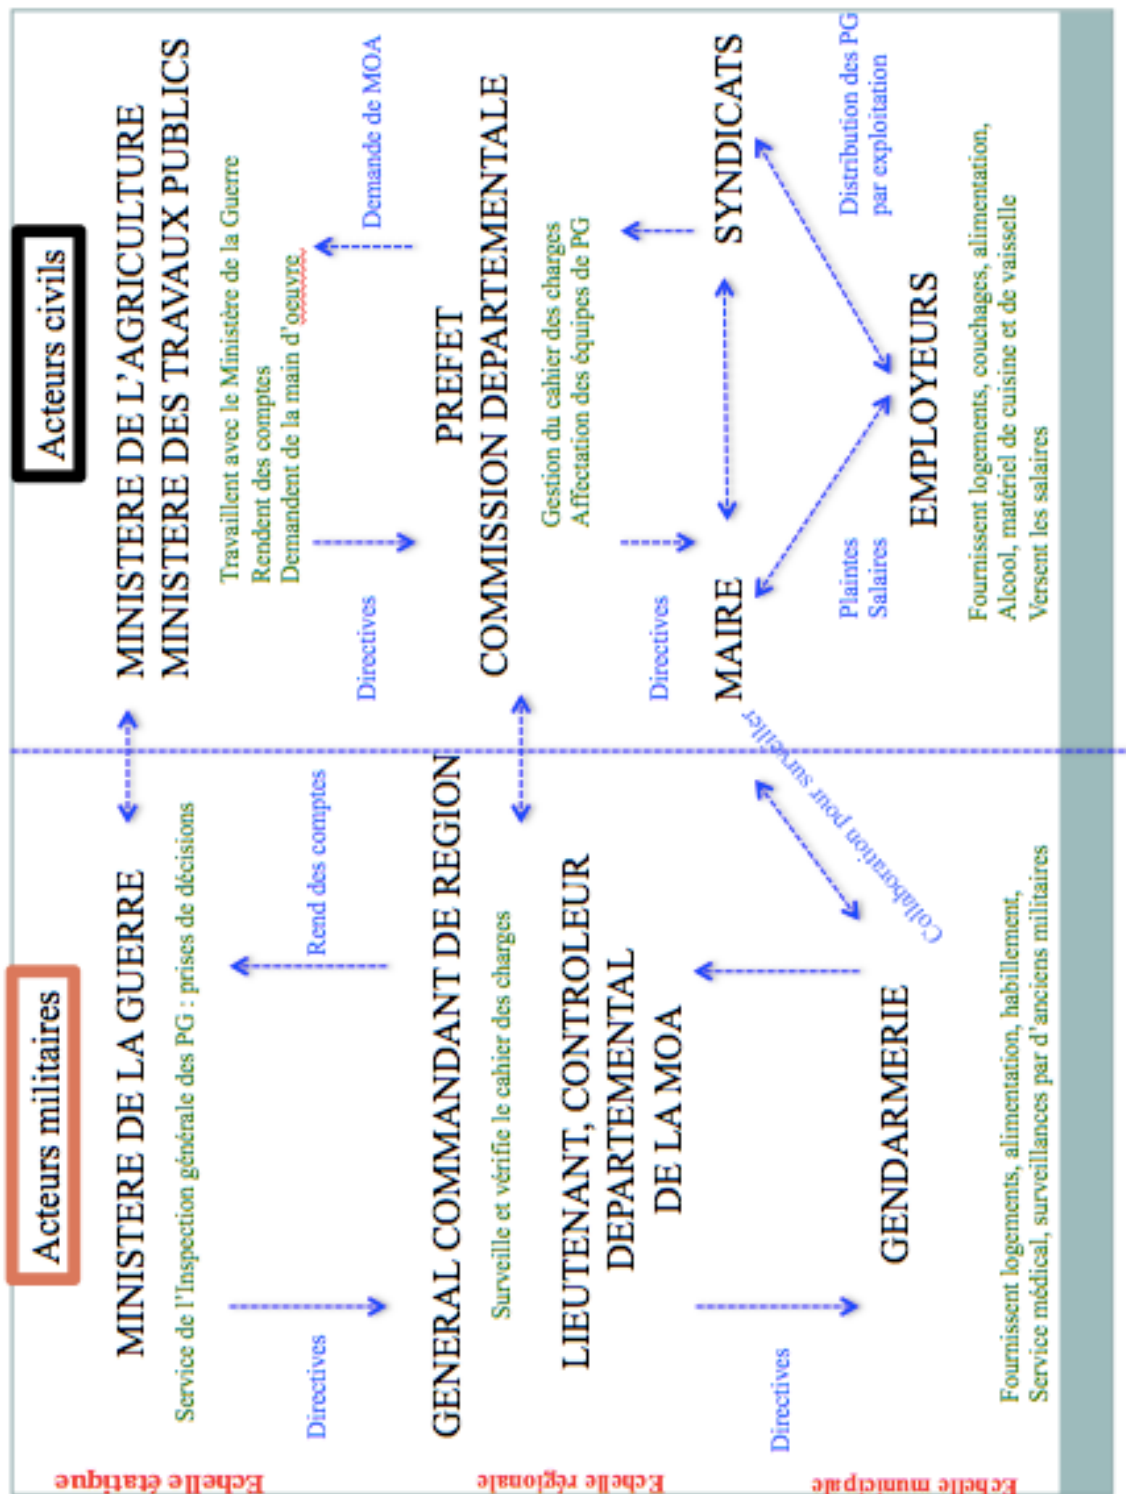 Acteurs militaires
Acteurs civils
Echelle étatique
MINISTERE DE LA GUERRE
Service de l'Inspection générale des PG : prises de décisions
MINISTERE DE L'AGRICULTURE
MINISTERE DES TRAVAUX PUBLICS
Travaillent avec le Ministère de la Guerre
Rendent des comptes
Demandent de la main d'oeuvre
Directives
Rend des comptes
Directives
Demande de MOA
Echelle régionale
GENERAL COMMANDANT DE REGION
Surveille et vérifie le cahier des charges
LIEUTENANT, CONTROLEUR
DEPARTEMENTAL
DE LA MOA
PREFET
COMMISSION DEPARTEMENTALE
Gestion du cahier des charges
Affectation des équipes de PG
Directives
Directives
Echelle municipale
MAIRE
SYNDICATS
Collaboration pour surveiller
Plaintes
Salaires
Distribution des PG
par exploitation
GENDARMERIE
EMPLOYEURS
Fournissent logements, alimentation, habillement,
Service médical, surveillances par d'anciens militaires
Fournissent logements, couchages, alimentation,
Alcool, matériel de cuisine et de vaisselle
Versent les salaires